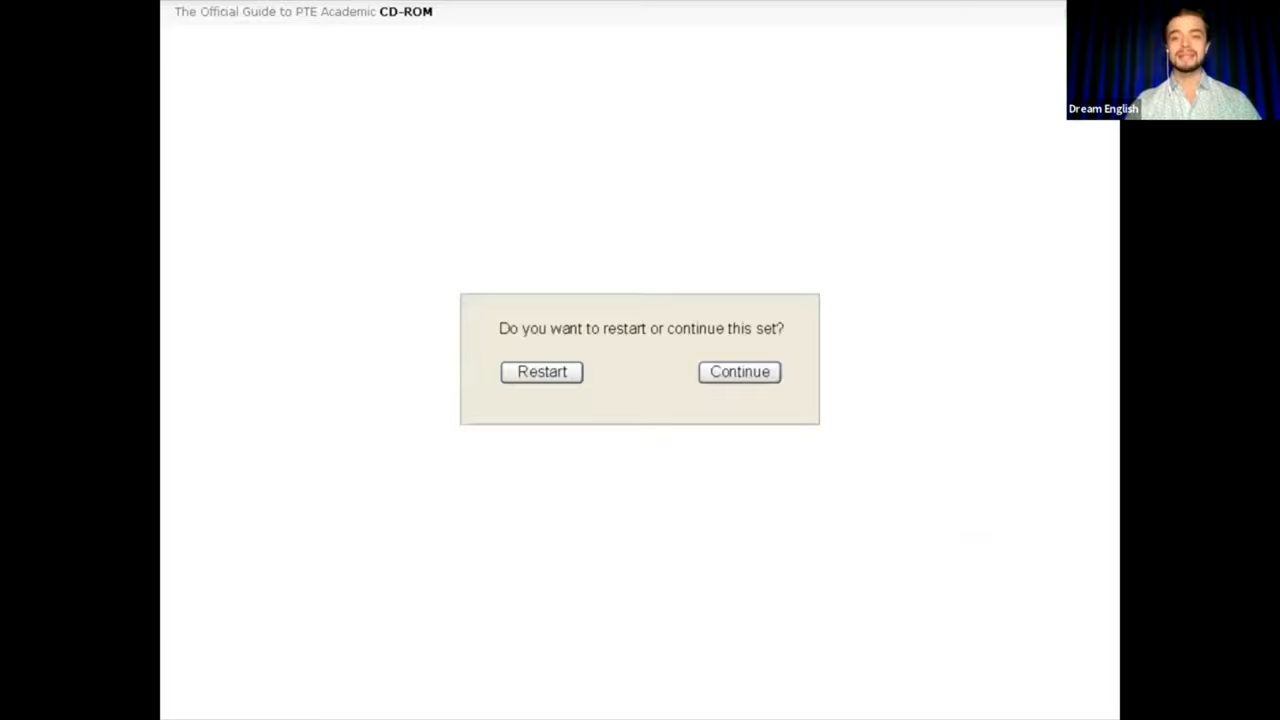 The Official Guide to PTE Academic CD-ROM
Dream English
Do you want to restart or continue this set?
Restart
Continue